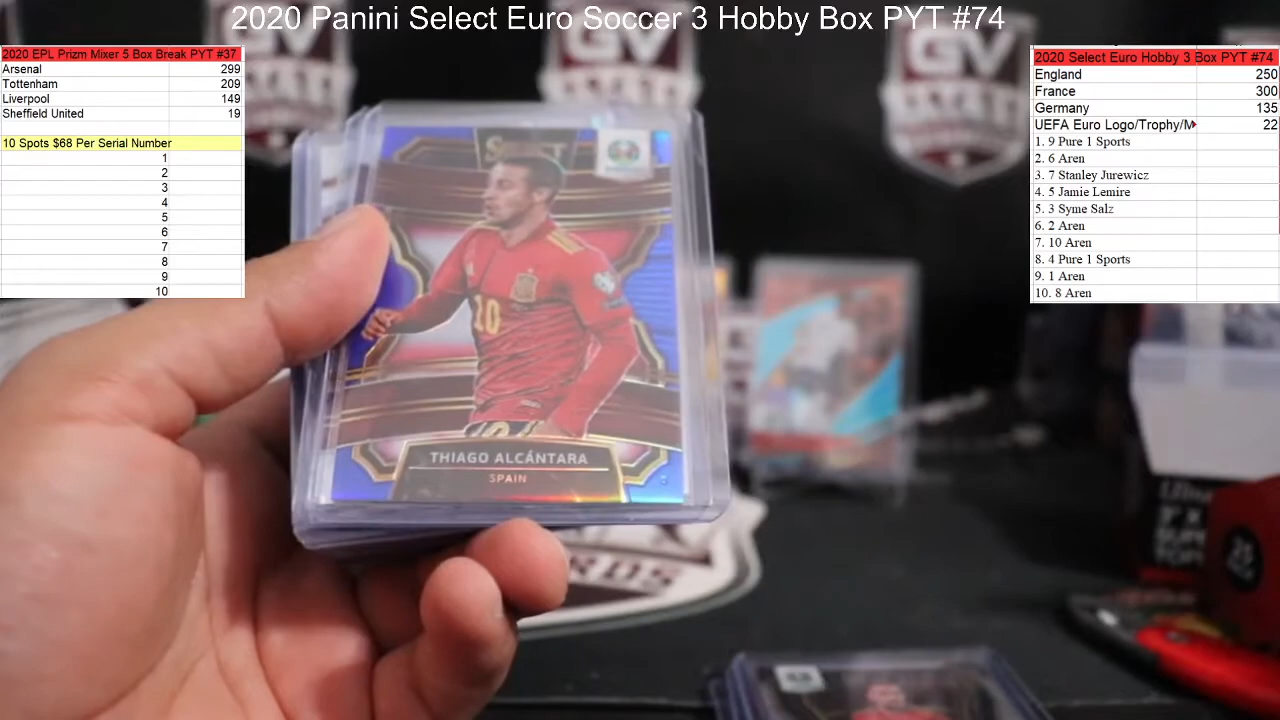 2020 Panini Select Euro Soccer 3 Hobby Box PYT #74
2020 EPL Prizm Mixer 5 Box Break PYT #37
Arsenal 299
Tottenham 209
Liverpool 149
Sheffield United 19
10 Spots $68 Per Serial Number
1
2
3
4
5
6
7
8
9
10
2020 Select Euro Hobby 3 Box PYT #74
England 250
France 300
Germany 135
UEFA Euro Logo/Trophy/M 22
1. 9 Pure 1 Sports
2. 6 Aren
3. 7 Stanley Jurewicz
4. 5 Jamie Lemire
5. 3 Syme Salz
6. 2 Aren
7. 10 Aren
8. 4 Pure 1 Sports
9. 1 Aren
10. 8 Aren
GV
GV
10
THIAGO ALCÁNTARA
SPAIN
25